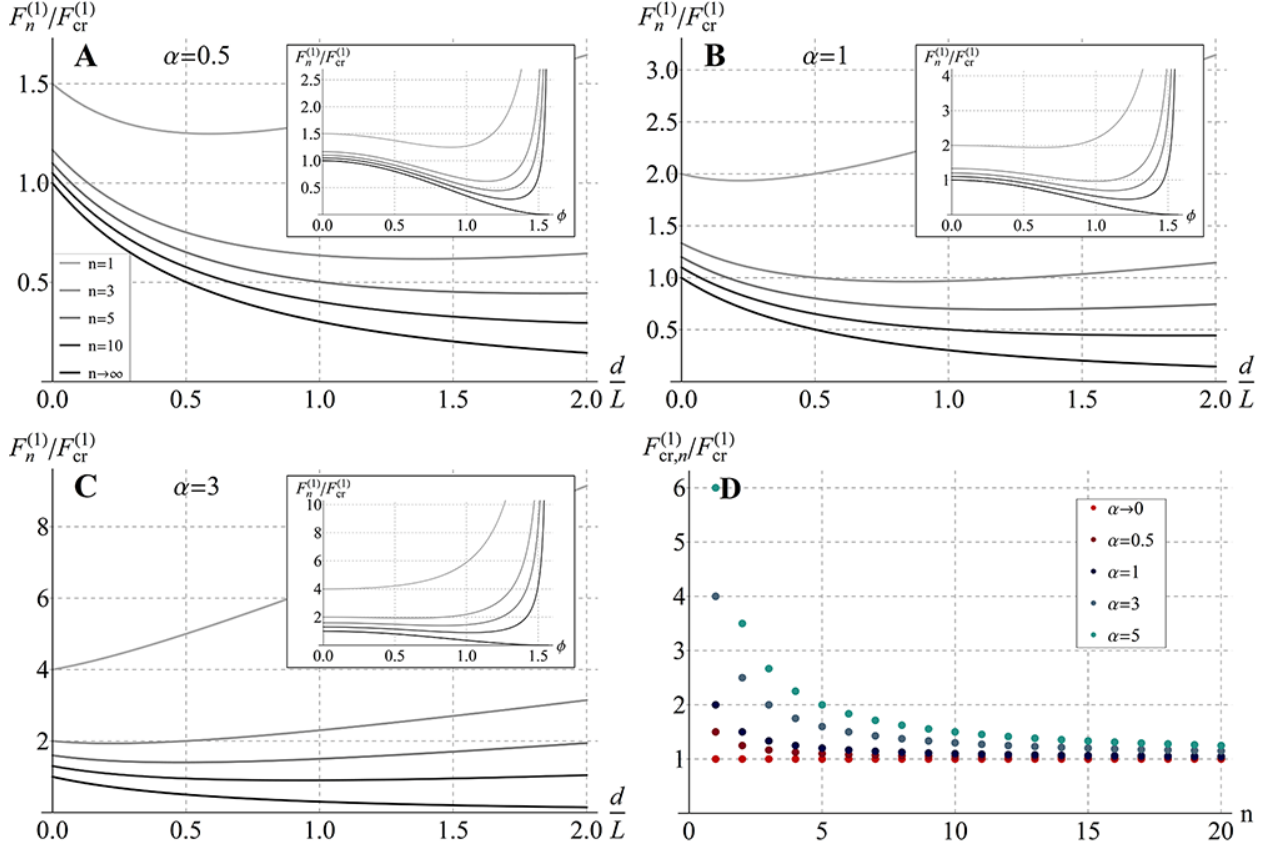 F_n^(1)/F_cr^(1)
A
α=0.5
1.5
1.0
0.5
F_n^(1)/F_cr^(1)
2.5
2.0
1.5
1.0
0.5
0.0 0.5 1.0 1.5 ϕ
n=1
n=3
n=5
n=10
n→∞
0.0 0.5 1.0 1.5 2.0
d/L
F_n^(1)/F_cr^(1)
B
α=1
3.0
2.5
2.0
1.5
1.0
0.5
F_n^(1)/F_cr^(1)
4
3
2
1
0.0 0.5 1.0 1.5 ϕ
0.0 0.5 1.0 1.5 2.0
d/L
F_n^(1)/F_cr^(1)
C
α=3
8
6
4
2
F_n^(1)/F_cr^(1)
10
8
6
4
2
0.0 0.5 1.0 1.5 ϕ
0.0 0.5 1.0 1.5 2.0
d/L
F_cr,n^(1)/F_cr^(1)
D
6
5
4
3
2
1
α→0
α=0.5
α=1
α=3
α=5
0 5 10 15 20
n